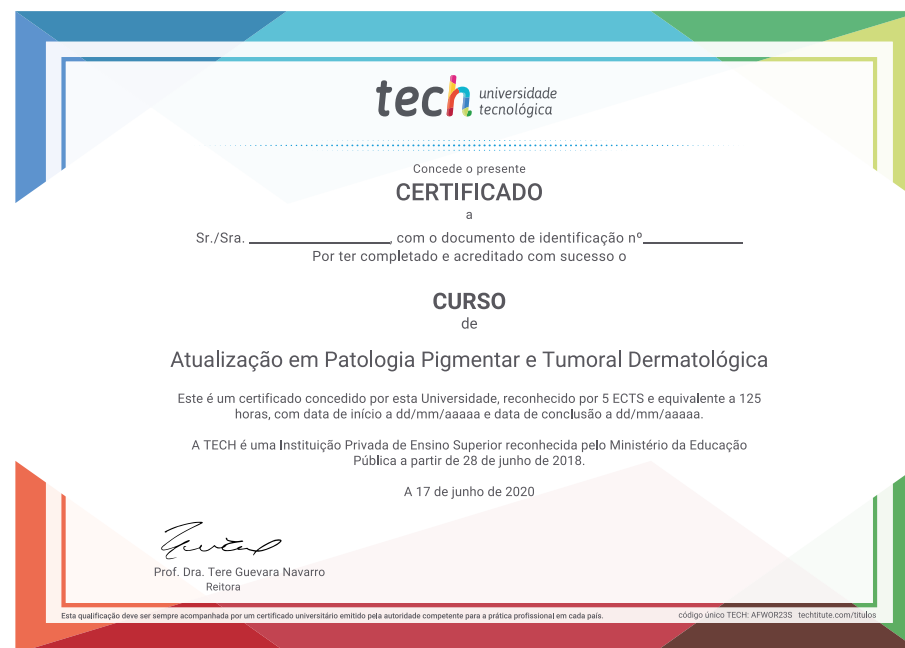 tech universidade
tecnológica
Concede o presente
CERTIFICADO
a
Sr./Sra. ____________________, com o documento de identificação nº______________
Por ter completado e acreditado com sucesso o
CURSO
de
Atualização em Patologia Pigmentar e Tumoral Dermatológica
Este é um certificado concedido por esta Universidade, reconhecido por 5 ECTS e equivalente a 125
horas, com data de início a dd/mm/aaaaa e data de conclusão a dd/mm/aaaaa.
A TECH é uma Instituição Privada de Ensino Superior reconhecida pelo Ministério da Educação
Pública a partir de 28 de junho de 2018.
A 17 de junho de 2020
Prof. Dra. Tere Guevara Navarro
Reitora
Esta qualificação deve ser sempre acompanhada por um certificado universitário emitido pela autoridade competente para a prática profissional em cada país.
código único TECH: AFWOR23S techtitute.com/titulos